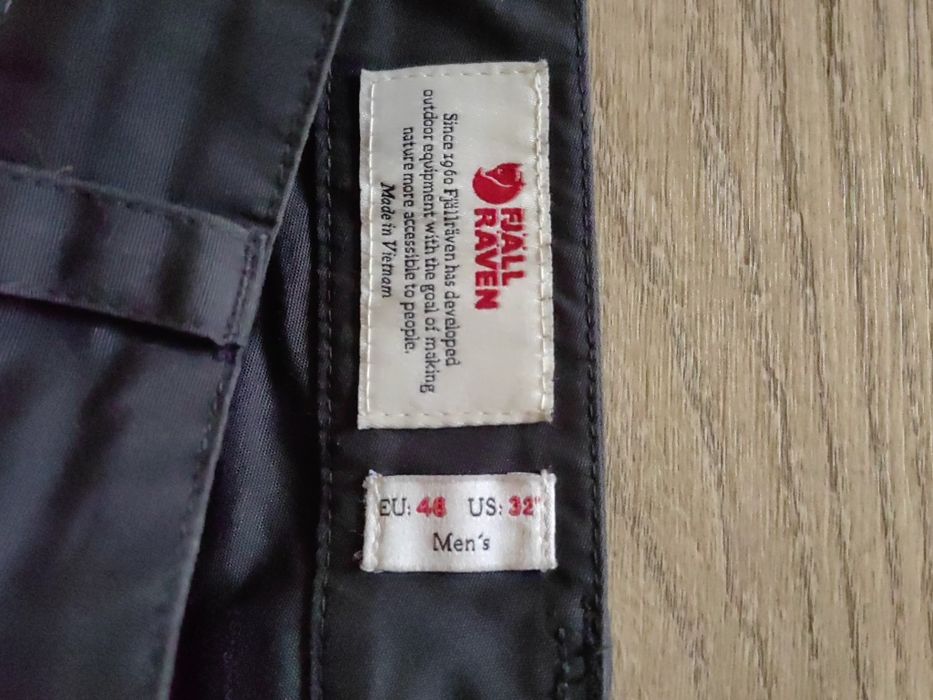 FJÄLL
RÄVEN
Since 1960 Fjällräven has developed
outdoor equipment with the goal of making
nature more accessible to people.
Made in Vietnam
EU: 48 US: 32"
Men's